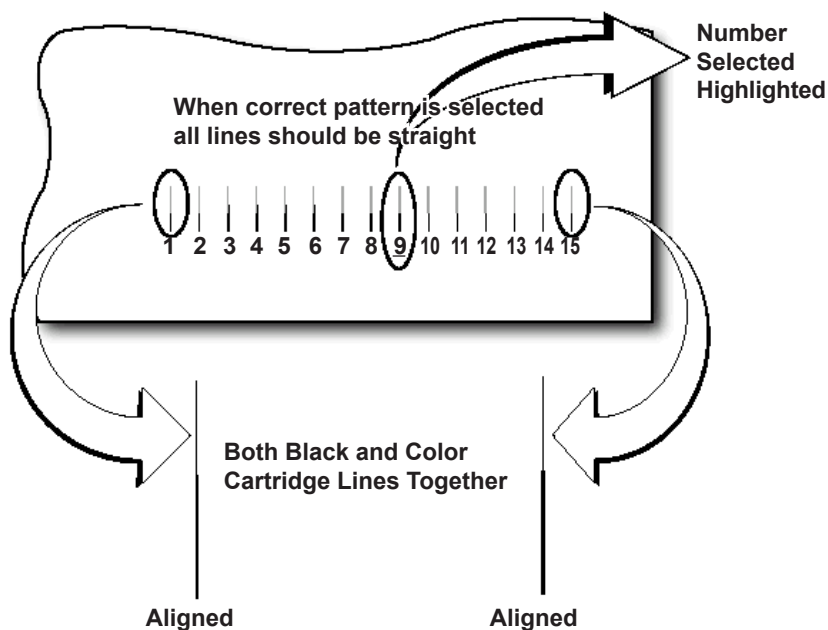 Number
Selected
Highlighted
When correct pattern is selected
all lines should be straight
1 2 3 4 5 6 7 8 9 10 11 12 13 14 15
Both Black and Color
Cartridge Lines Together
Aligned Aligned